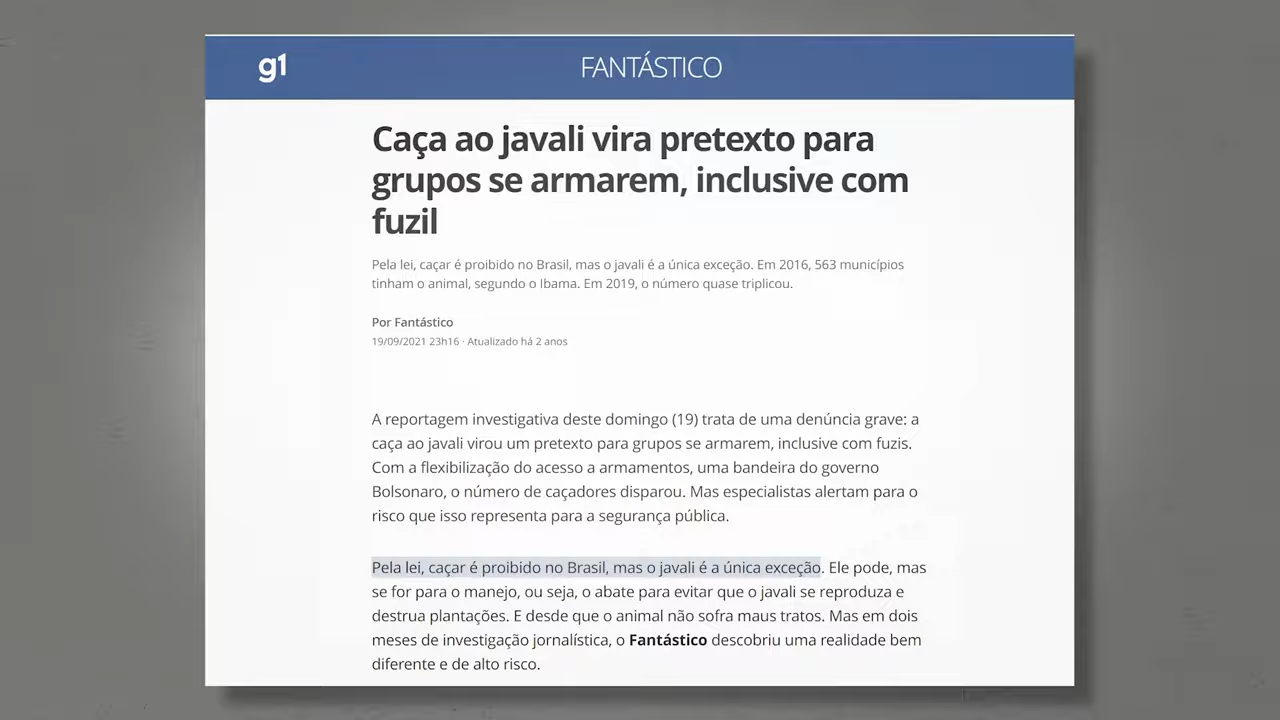 g1
FANTÁSTICO
Caça ao javali vira pretexto para
grupos se armarem, inclusive com
fuzil
Pela lei, caçar é proibido no Brasil, mas o javali é a única exceção. Em 2016, 563 municípios
tinham o animal, segundo o Ibama. Em 2019, o número quase triplicou.
Por Fantástico
19/09/2021 23h16 · Atualizado há 2 anos
A reportagem investigativa deste domingo (19) trata de uma denúncia grave: a
caça ao javali virou um pretexto para grupos se armarem, inclusive com fuzis.
Com a flexibilização do acesso a armamentos, uma bandeira do governo
Bolsonaro, o número de caçadores disparou. Mas especialistas alertam para o
risco que isso representa para a segurança pública.
Pela lei, caçar é proibido no Brasil, mas o javali é a única exceção. Ele pode, mas
se for para o manejo, ou seja, o abate para evitar que o javali se reproduza e
destrua plantações. E desde que o animal não sofra maus tratos. Mas em dois
meses de investigação jornalística, o Fantástico descobriu uma realidade bem
diferente e de alto risco.